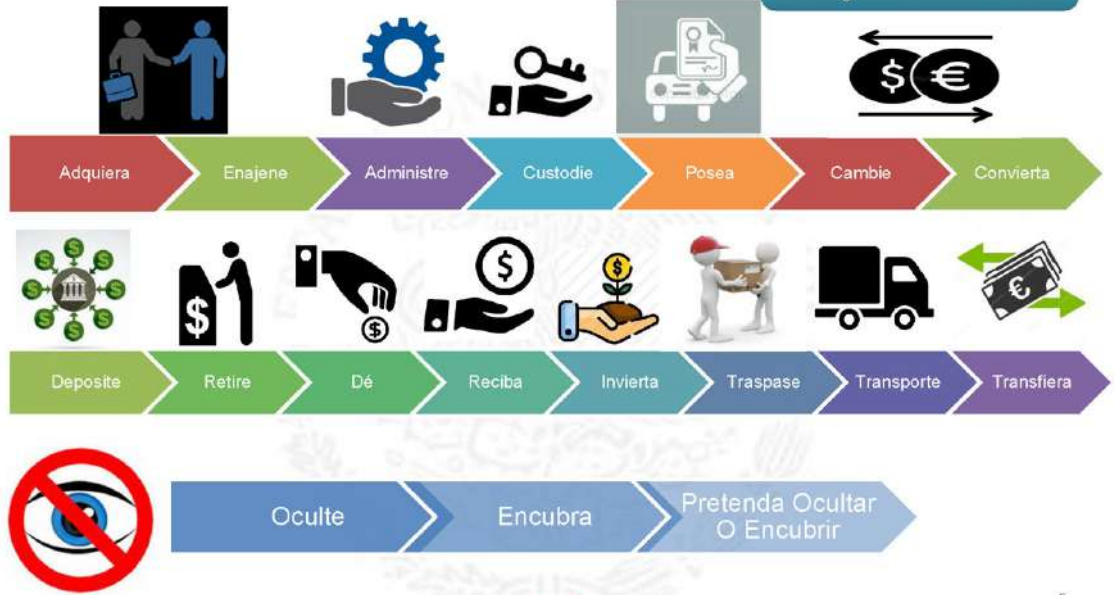 Adquiera
Enajene
Administre
Custodie
Posea
Cambie
Convierta
Deposite
Retire
Dé
Reciba
Invierta
Traspase
Transporte
Transfiera
Oculte
Encubra
Pretenda Ocultar
O Encubrir